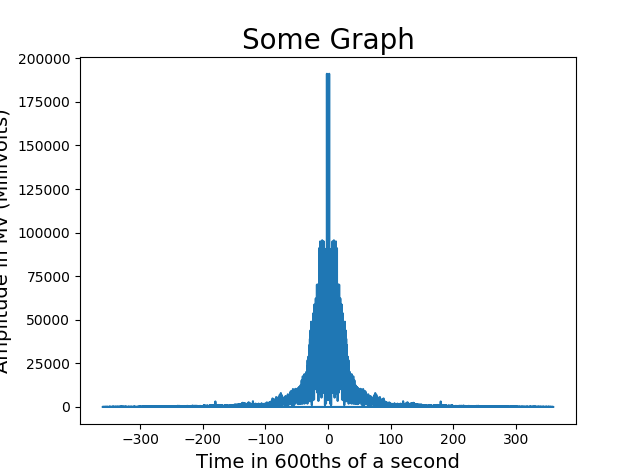 Some Graph
200000
175000
150000
125000
100000
75000
50000
25000
0
Amplitude in MV (Millivolts)
−300 −200 −100 0 100 200 300
Time in 600ths of a second